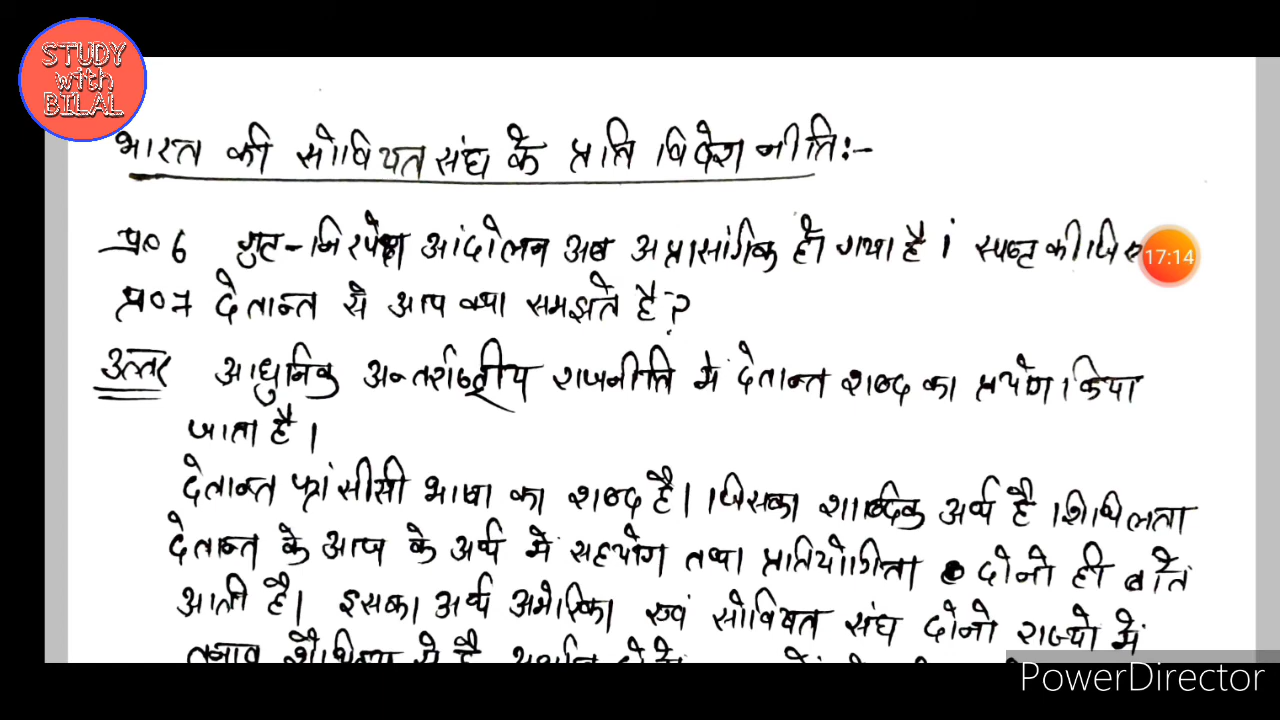 STUDY
with
BILAL
भारत की सोवियत संघ के प्रति विदेश नीति:-
प्र० 6 गुट-निरपेक्ष आंदोलन अब अप्रासंगिक हो गया है। स्पष्ट कीजिए
17:14
प्र० 7 देतान्त से आप क्या समझते है?
उत्तर आधुनिक अन्तर्राष्ट्रीय राजनीति में देतान्त शब्द का प्रयोग किया
जाता है।
देतान्त फ्रांसीसी भाषा का शब्द है। जिसका शाब्दिक अर्थ है शिथिलता
देतान्त के आज के अर्थ में सहयोग तथा प्रतियोगिता दोनो ही बातें
आती है। इसका अर्थ अमेरिका एवं सोवियत संघ दोनो राज्यो में
तनाव शैथिल्य से है
PowerDirector